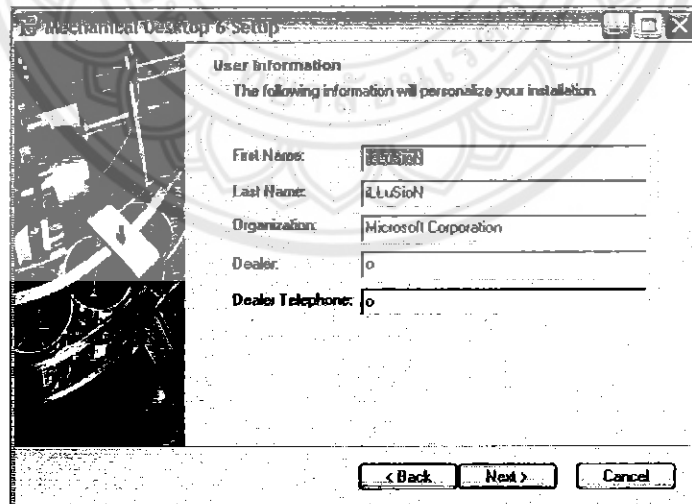 Mechanical Desktop 6 Setup
User Information
The following information will personalize your installation.
First Name:
Last Name: iLLuSioN
Organization: Microsoft Corporation
Dealer: o
Dealer Telephone: o
< Back Next > Cancel